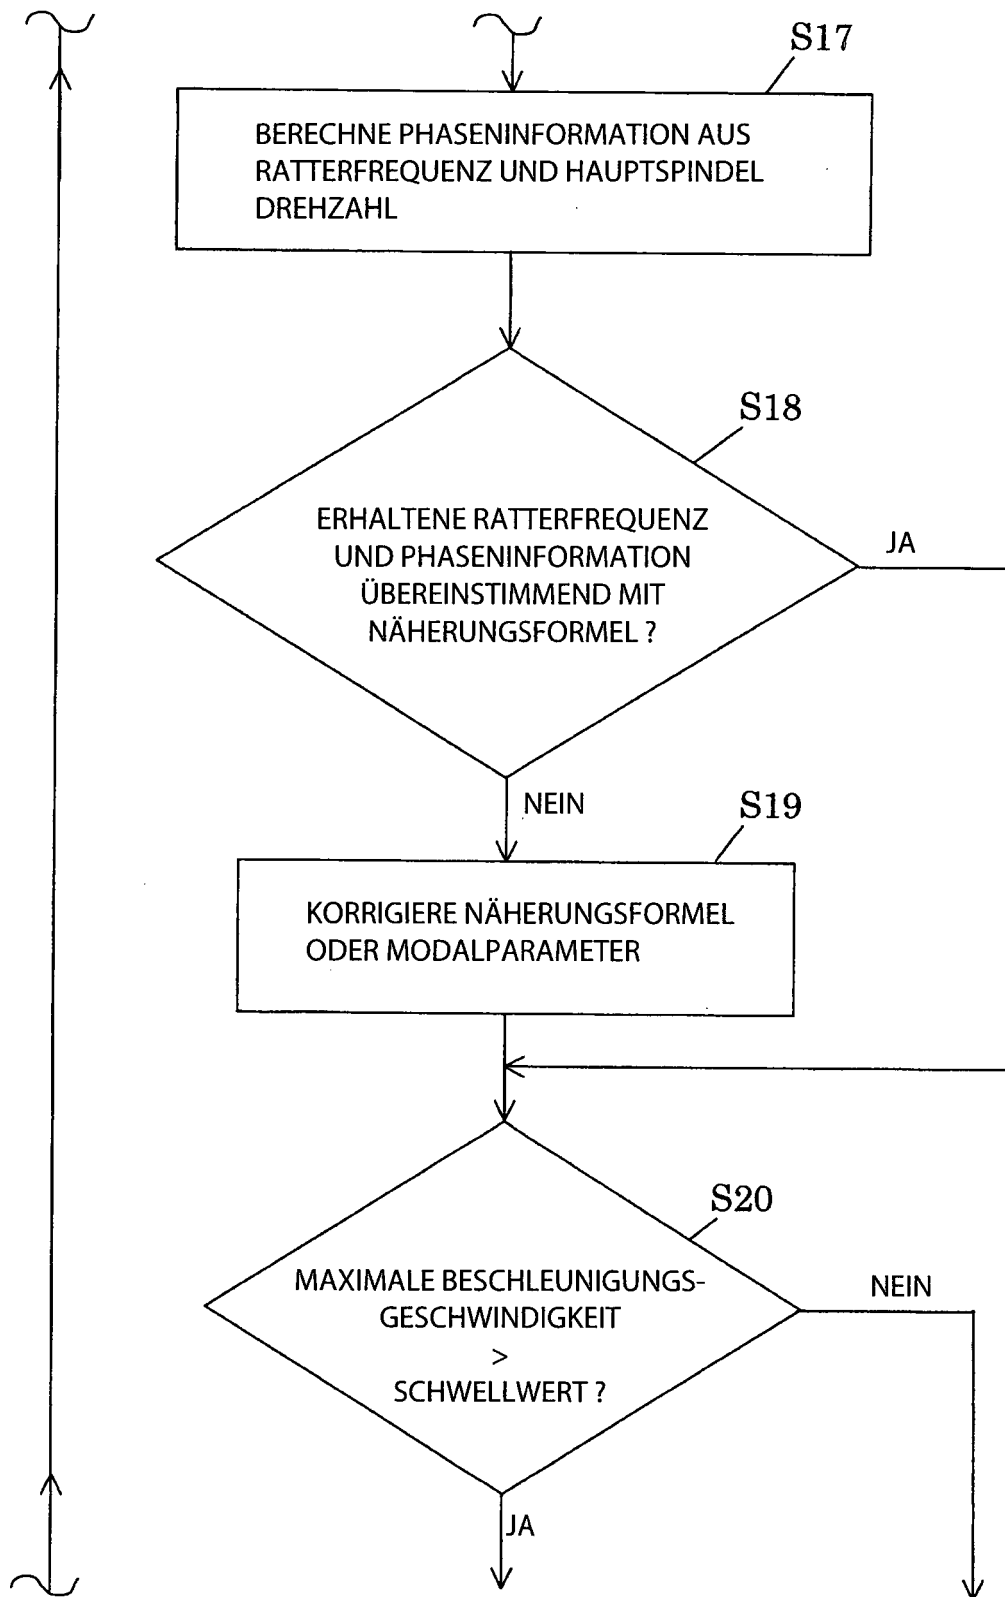 S17
BERECHNE PHASENINFORMATION AUS
RATTERFREQUENZ UND HAUPTSPINDEL
DREHZAHL
S18
ERHALTENE RATTERFREQUENZ
UND PHASENINFORMATION
ÜBEREINSTIMMEND MIT
NÄHERUNGSFORMEL ?
JA
NEIN
S19
KORRIGIERE NÄHERUNGSFORMEL
ODER MODALPARAMETER
S20
MAXIMALE BESCHLEUNIGUNGS-
GESCHWINDIGKEIT
>
SCHWELLWERT ?
NEIN
JA